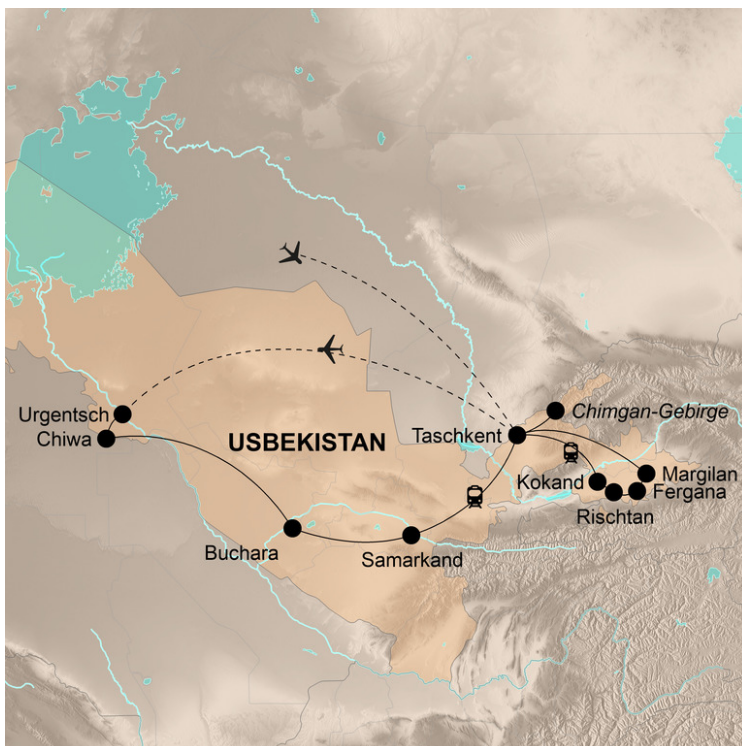 Urgentsch
Chiwa
USBEKISTAN
Taschkent
Chimgan-Gebirge
Kokand
Margilan
Fergana
Rischtan
Buchara
Samarkand